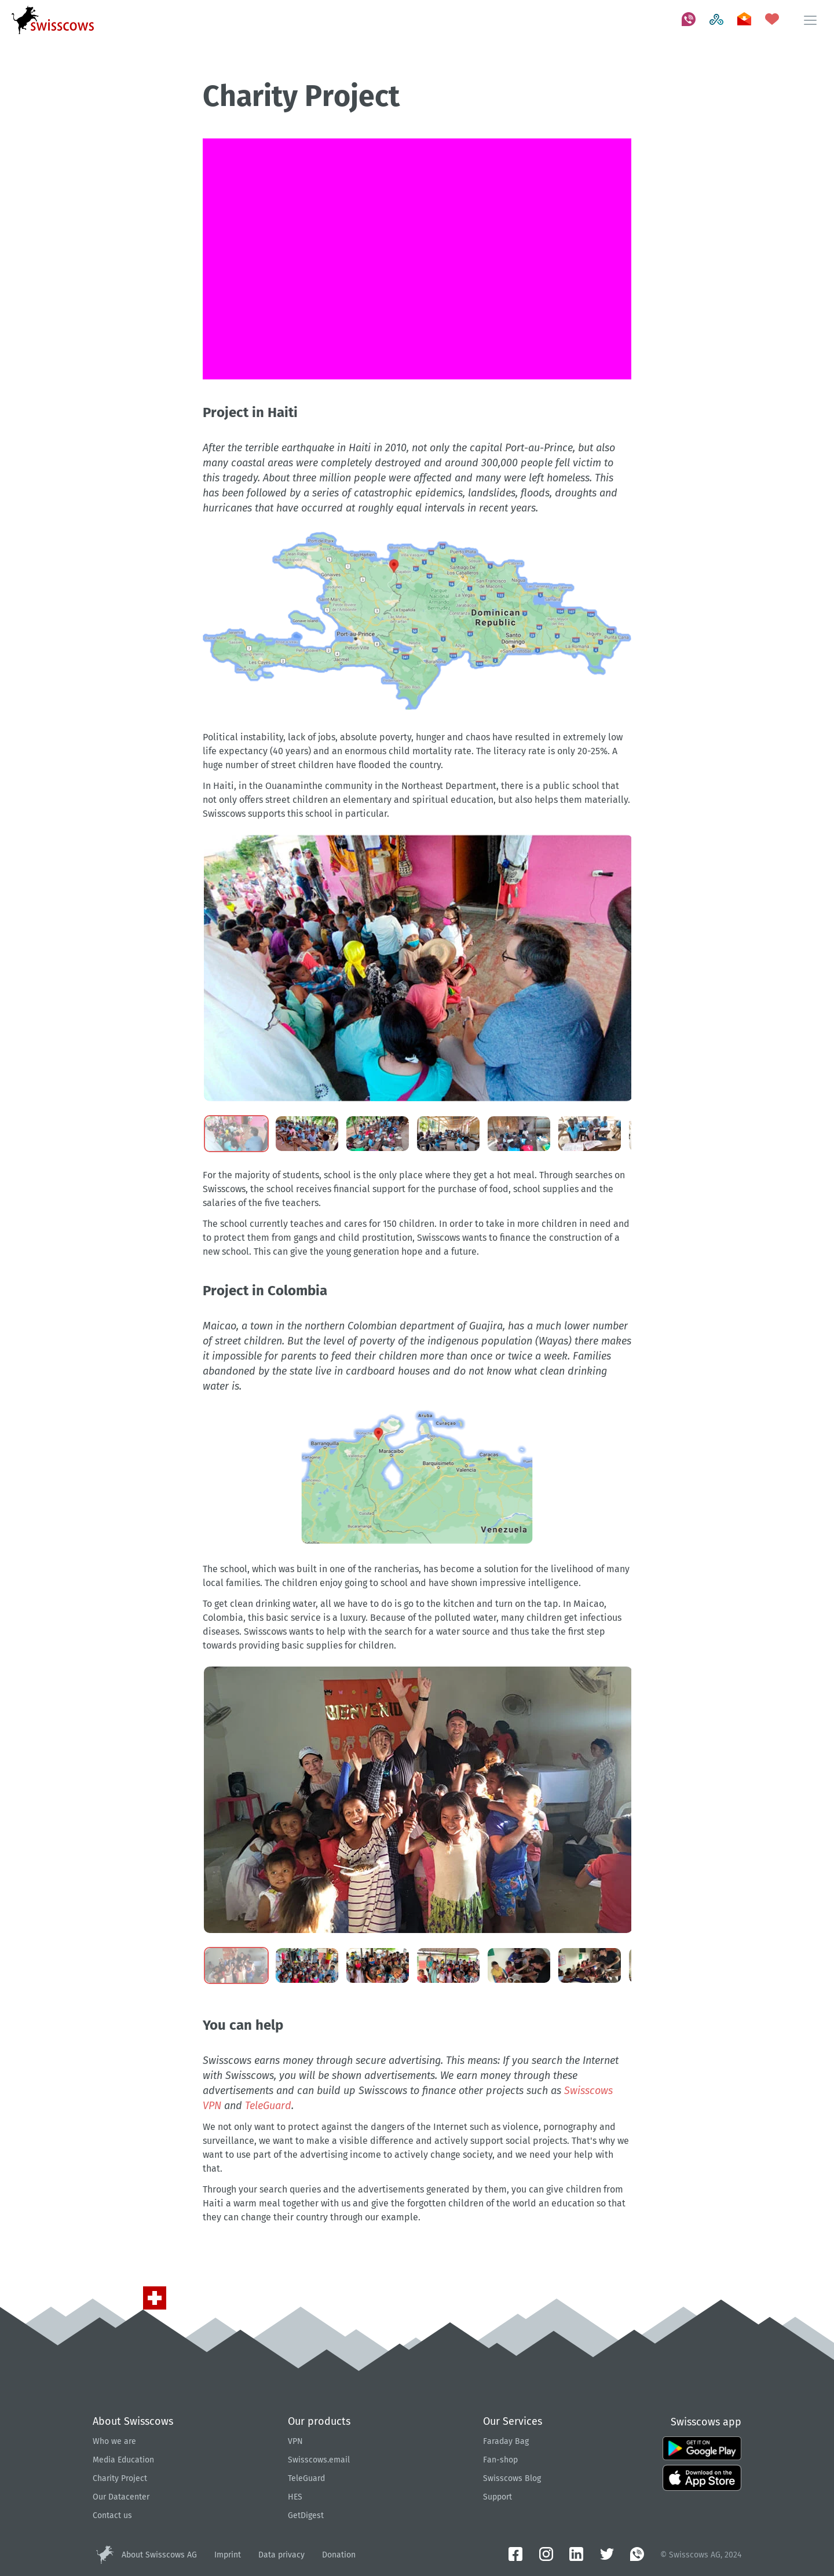 swisscows
Charity Project
Project in Haiti
After the terrible earthquake in Haiti in 2010, not only the capital Port-au-Prince, but also
many coastal areas were completely destroyed and around 300,000 people fell victim to
this tragedy. About three million people were affected and many were left homeless. This
has been followed by a series of catastrophic epidemics, landslides, floods, droughts and
hurricanes that have occurred at roughly equal intervals in recent years.
Dominican
Republic
Port-au-Prince
Santo
Domingo
Political instability, lack of jobs, absolute poverty, hunger and chaos have resulted in extremely low
life expectancy (40 years) and an enormous child mortality rate. The literacy rate is only 20-25%. A
huge number of street children have flooded the country.
In Haiti, in the Ouanaminthe community in the Northeast Department, there is a public school that
not only offers street children an elementary and spiritual education, but also helps them materially.
Swisscows supports this school in particular.
For the majority of students, school is the only place where they get a hot meal. Through searches on
Swisscows, the school receives financial support for the purchase of food, school supplies and the
salaries of the five teachers.
The school currently teaches and cares for 150 children. In order to take in more children in need and
to protect them from gangs and child prostitution, Swisscows wants to finance the construction of a
new school. This can give the young generation hope and a future.
Project in Colombia
Maicao, a town in the northern Colombian department of Guajira, has a much lower number
of street children. But the level of poverty of the indigenous population (Wayas) there makes
it impossible for parents to feed their children more than once or twice a week. Families
abandoned by the state live in cardboard houses and do not know what clean drinking
water is.
Aruba
Curaçao
Barranquilla
Maracaibo
Caracas
Barquisimeto
Valencia
Venezuela
The school, which was built in one of the rancherias, has become a solution for the livelihood of many
local families. The children enjoy going to school and have shown impressive intelligence.
To get clean drinking water, all we have to do is go to the kitchen and turn on the tap. In Maicao,
Colombia, this basic service is a luxury. Because of the polluted water, many children get infectious
diseases. Swisscows wants to help with the search for a water source and thus take the first step
towards providing basic supplies for children.
BIENVENID
You can help
Swisscows earns money through secure advertising. This means: If you search the Internet
with Swisscows, you will be shown advertisements. We earn money through these
advertisements and can build up Swisscows to finance other projects such as Swisscows
VPN and TeleGuard.
We not only want to protect against the dangers of the Internet such as violence, pornography and
surveillance, we want to make a visible difference and actively support social projects. That's why we
want to use part of the advertising income to actively change society, and we need your help with
that.
Through your search queries and the advertisements generated by them, you can give children from
Haiti a warm meal together with us and give the forgotten children of the world an education so that
they can change their country through our example.
About Swisscows
Who we are
Media Education
Charity Project
Our Datacenter
Contact us
Our products
VPN
Swisscows.email
TeleGuard
HES
GetDigest
Our Services
Faraday Bag
Fan-shop
Swisscows Blog
Support
Swisscows app
GET IT ON
Google Play
Download on the
App Store
About Swisscows AG
Imprint
Data privacy
Donation
© Swisscows AG, 2024